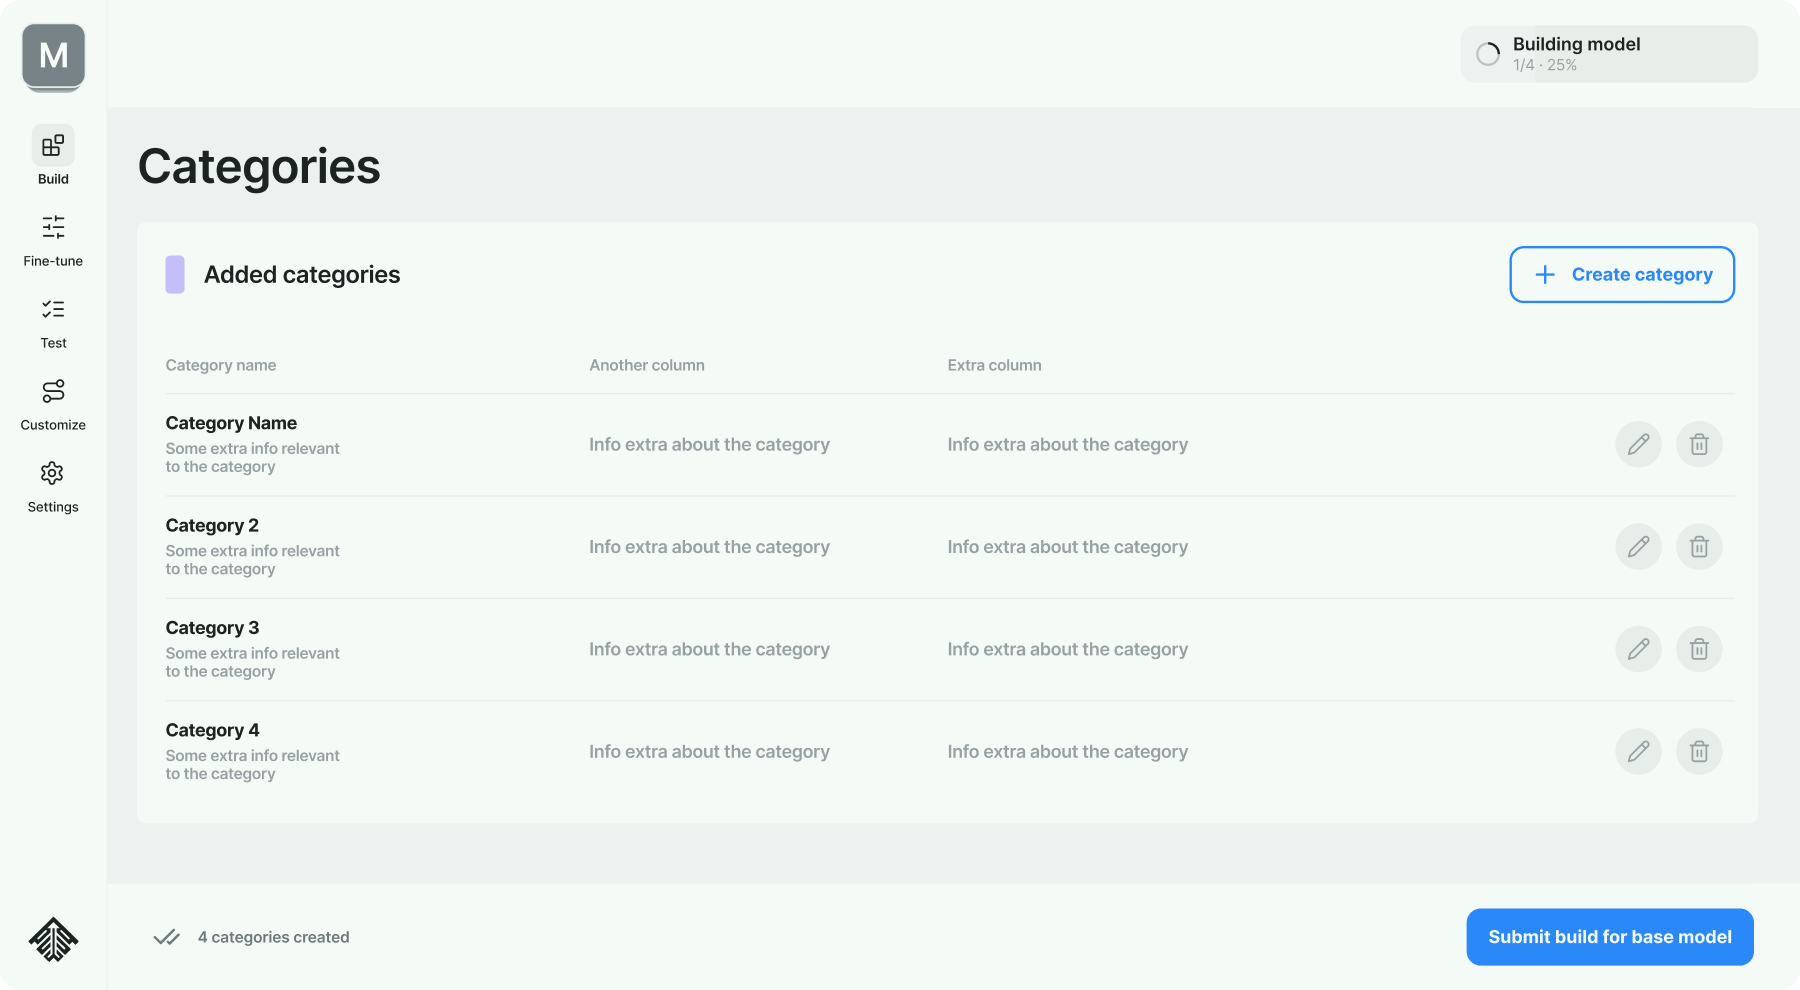 M
Building model
1/4 · 25%
Build
Fine-tune
Test
Customize
Settings
Categories
Added categories
Create category
Category name
Another column
Extra column
Category Name
Some extra info relevant
to the category
Info extra about the category
Info extra about the category
Category 2
Some extra info relevant
to the category
Info extra about the category
Info extra about the category
Category 3
Some extra info relevant
to the category
Info extra about the category
Info extra about the category
Category 4
Some extra info relevant
to the category
Info extra about the category
Info extra about the category
4 categories created
Submit build for base model